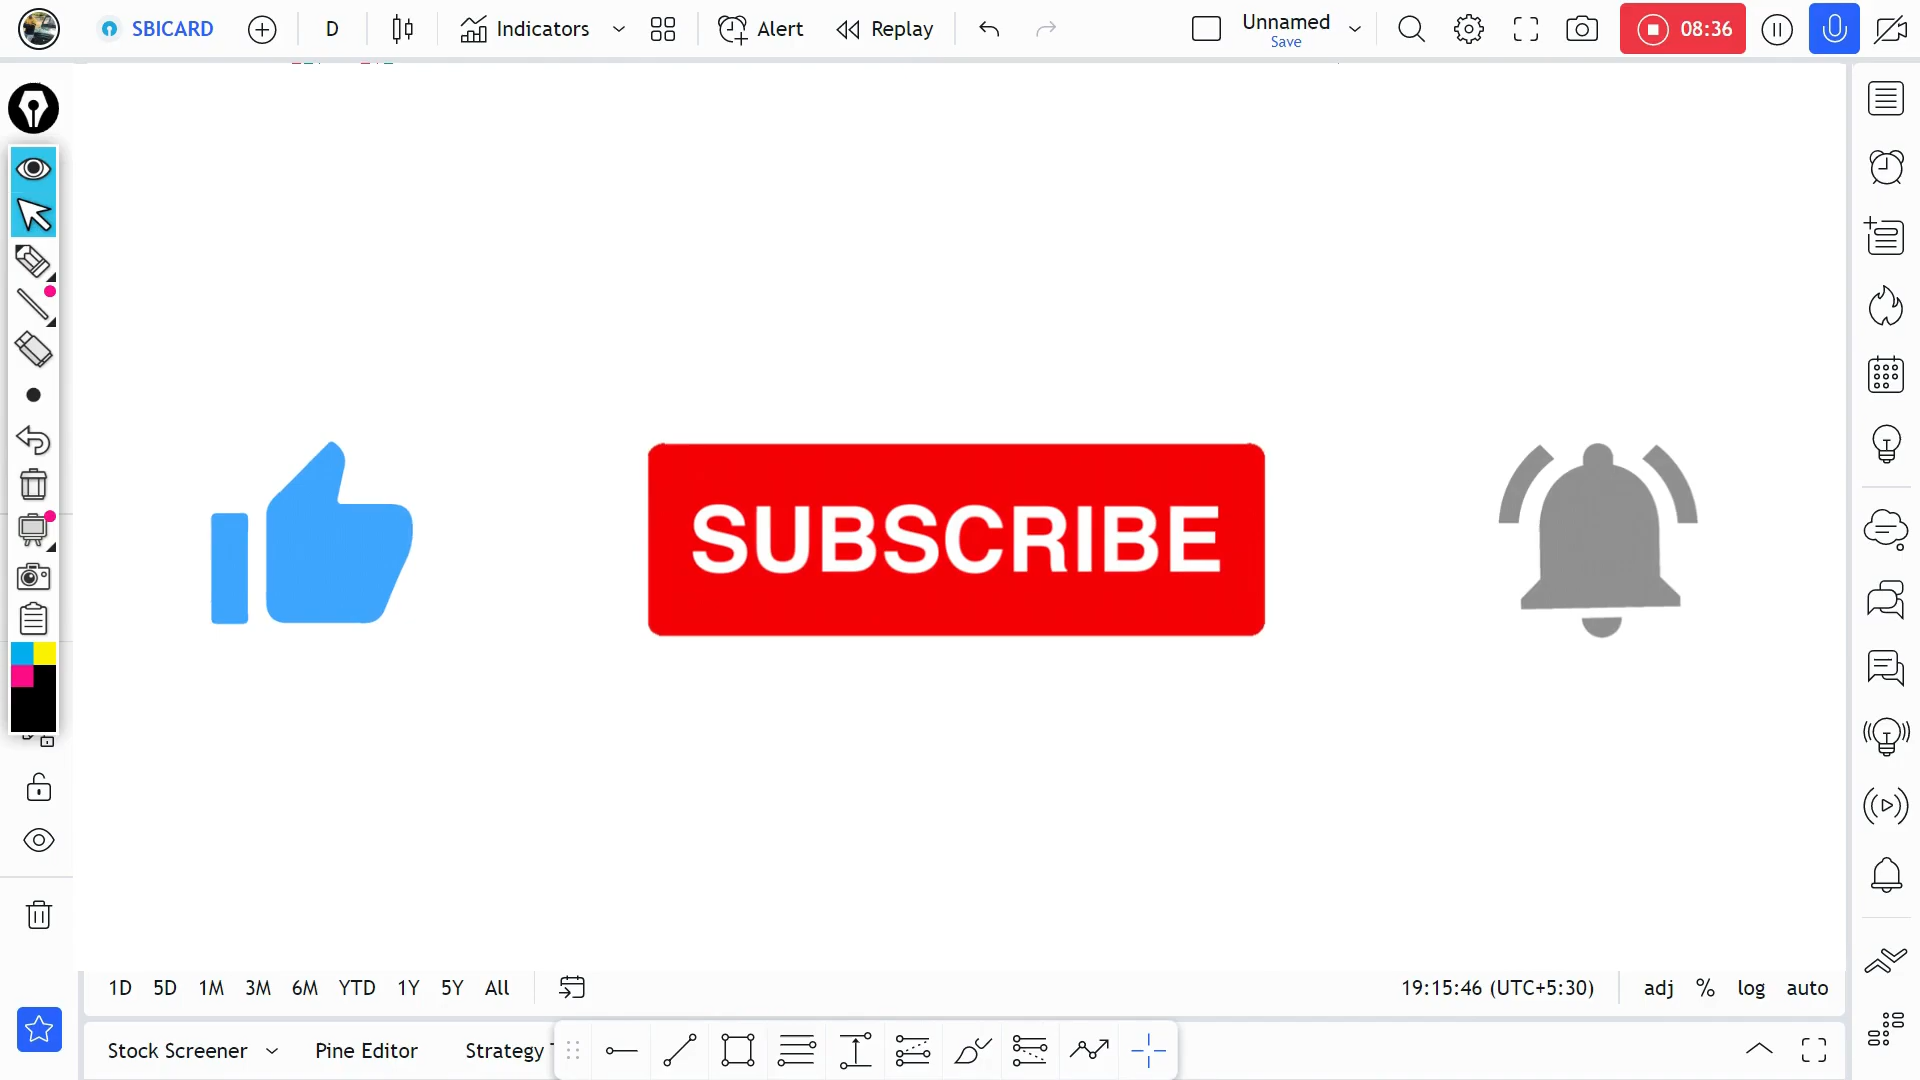 SBICARD D Indicators Alert Replay Unnamed 08:36
Save
SUBSCRIBE
1D 5D 1M 3M 6M YTD 1Y 5Y All 19:15:46 (UTC+5:30) adj % log auto
Stock Screener Pine Editor Strategy